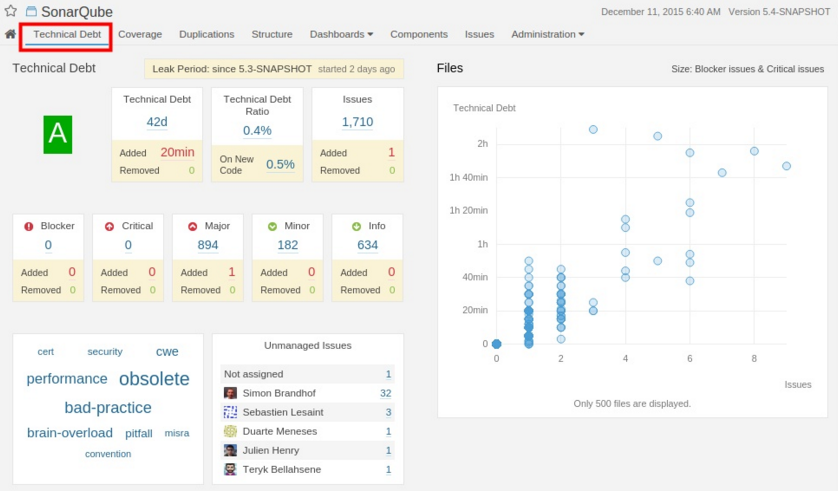 SonarQube
December 11, 2015 6:40 AM Version 5.4-SNAPSHOT
Technical Debt Coverage Duplications Structure Dashboards Components Issues Administration
Technical Debt
Leak Period: since 5.3-SNAPSHOT started 2 days ago
A
Technical Debt
42d
Added 20min
Removed 0
Technical Debt
Ratio
0.4%
On New
Code
0.5%
Issues
1,710
Added 1
Removed 0
Blocker
0
Added 0
Removed 0
Critical
0
Added 0
Removed 0
Major
894
Added 1
Removed 0
Minor
182
Added 0
Removed 0
Info
634
Added 0
Removed 0
cert security cwe
performance obsolete
bad-practice
brain-overload pitfall misra
convention
Unmanaged Issues
Not assigned 1
Simon Brandhof 32
Sebastien Lesaint 3
Duarte Meneses 1
Julien Henry 1
Teryk Bellahsene 1
Files
Size: Blocker issues & Critical issues
Technical Debt
2h
1h 40min
1h 20min
1h
40min
20min
0
0 2 4 6 8
Issues
Only 500 files are displayed.